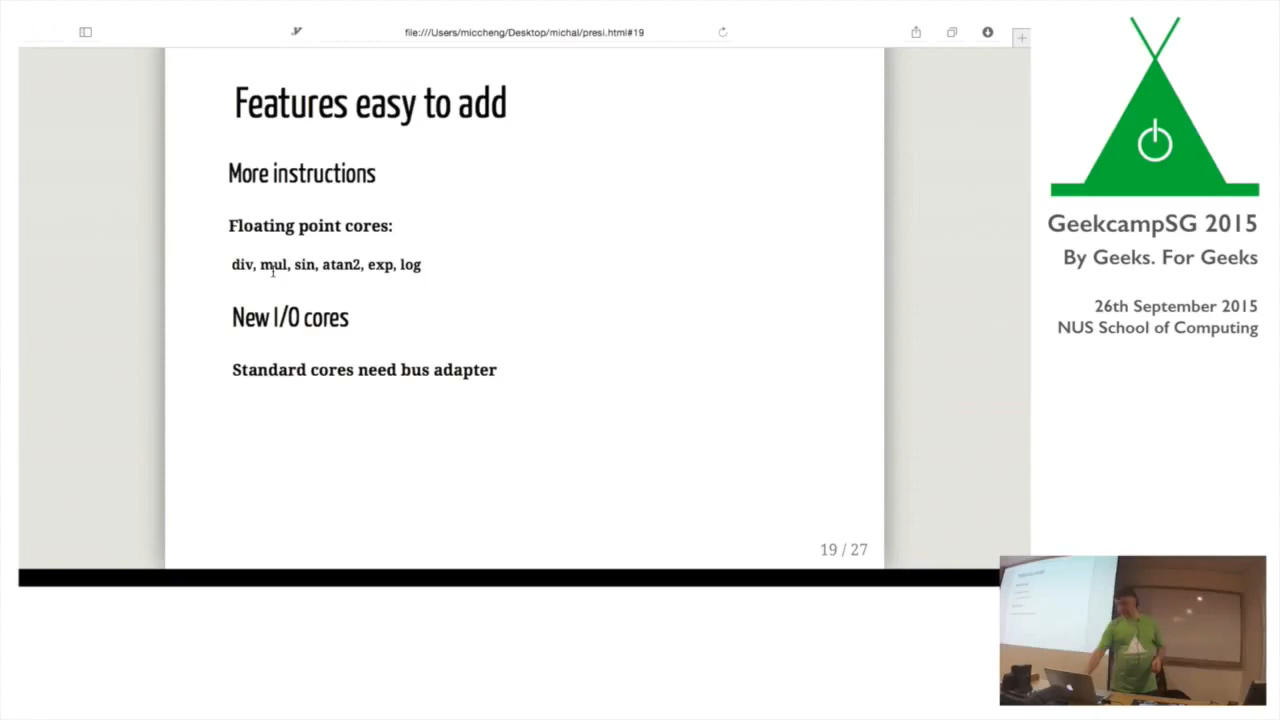 file:///Users/miccheng/Desktop/michal/presi.html#19
Features easy to add
More instructions
Floating point cores:
div, mul, sin, atan2, exp, log
New I/O cores
Standard cores need bus adapter
19 / 27
GeekcampSG 2015
By Geeks. For Geeks
26th September 2015
NUS School of Computing